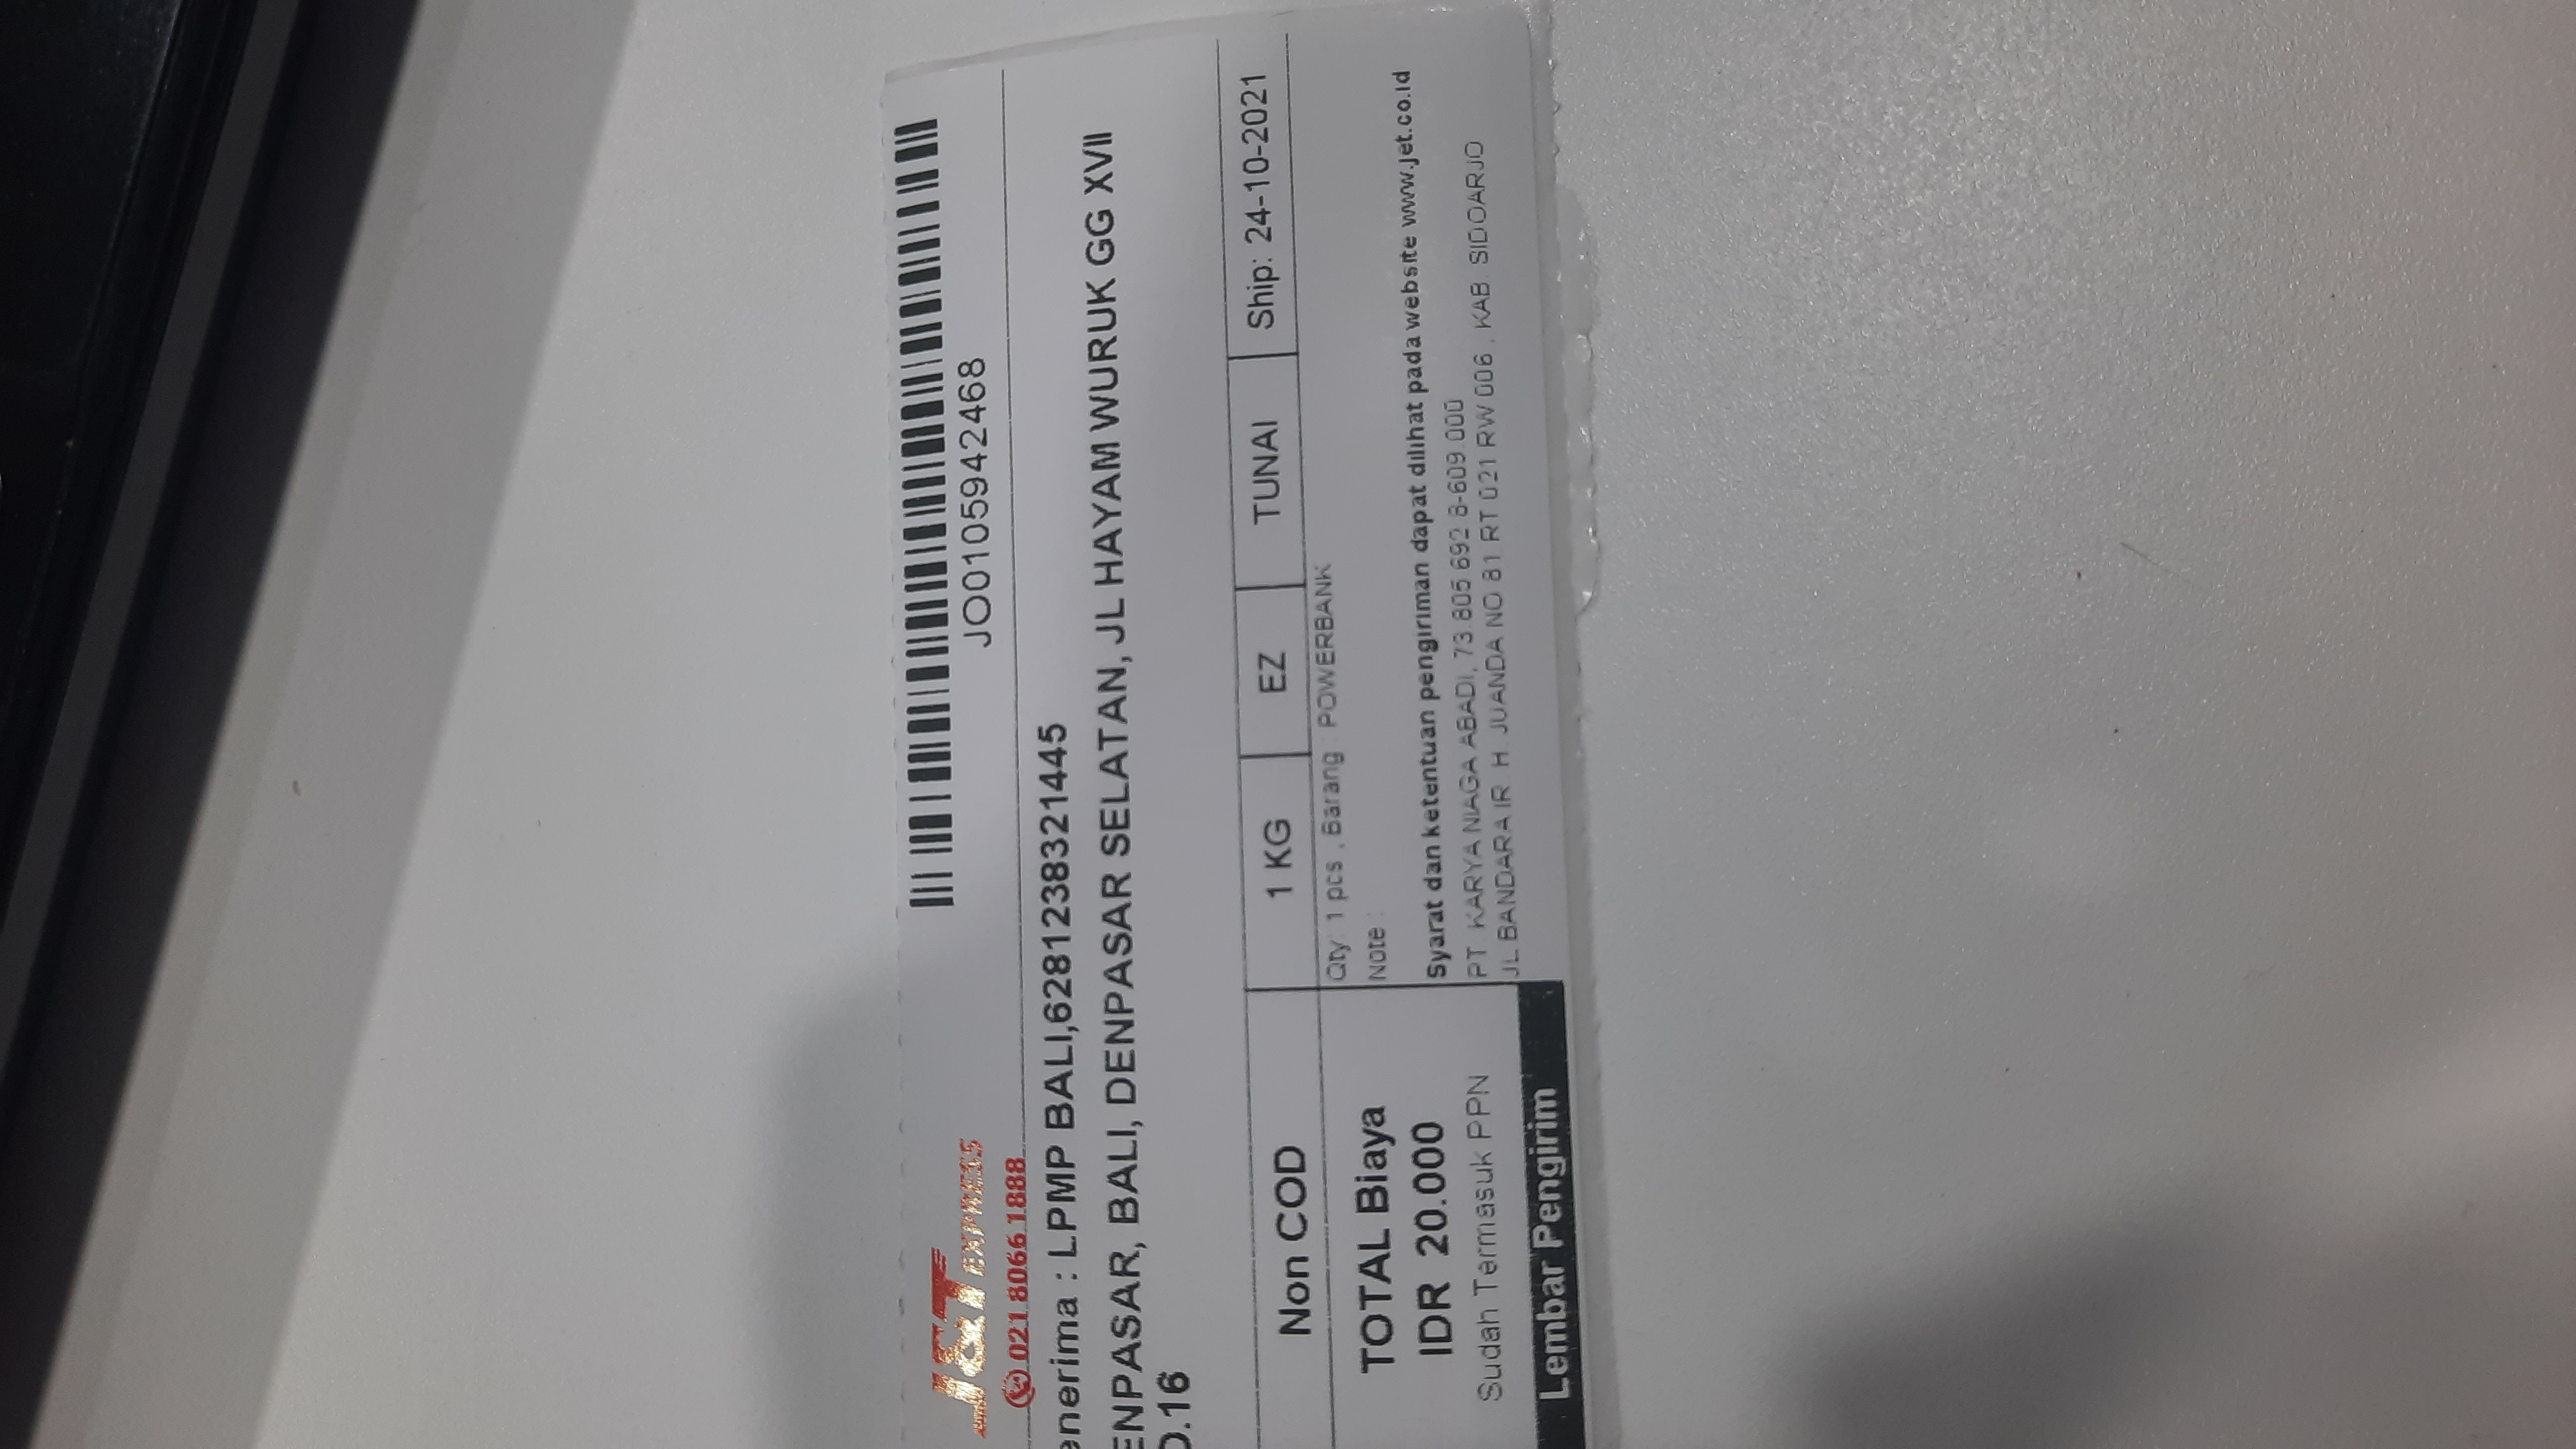 J&T EXPRESS
021 8066 1888
JO0105942468
enerima : LPMP BALI,6281238321445
ENPASAR, BALI, DENPASAR SELATAN, JL HAYAM WURUK GG XVII
O.16
Non COD
1 KG
EZ
TUNAI
Ship: 24-10-2021
TOTAL Biaya
IDR 20.000
Sudah Termasuk PPN
Lembar Pengirim
Qty: 1 pcs , Barang : POWERBANK
Note :
Syarat dan ketentuan pengiriman dapat dilihat pada website www.jet.co.id
PT. KARYA NIAGA ABADI, 73.805.692.8-609.000
JL BANDARA IR. H. JUANDA NO 81 RT 021 RW 006 , KAB. SIDOARJO